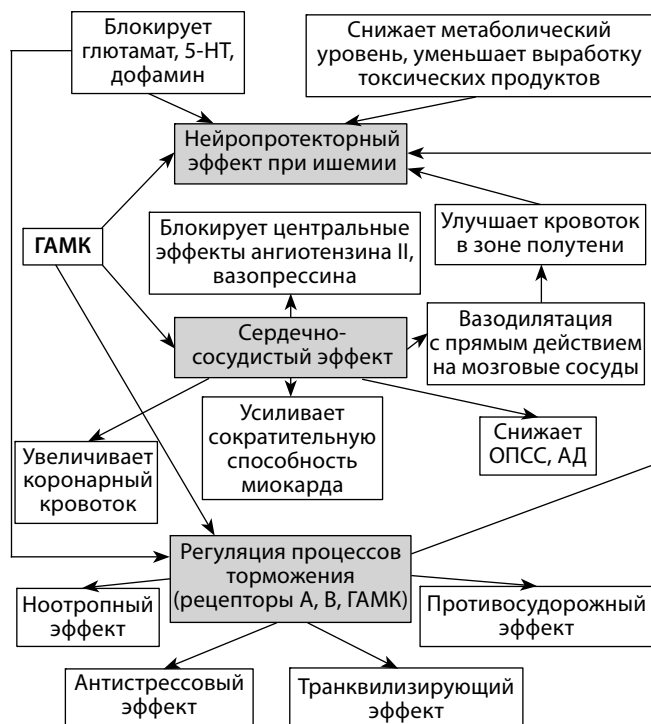 Блокирует
глютамат, 5-НТ,
дофамин
Снижает метаболический
уровень, уменьшает выработку
токсических продуктов
Нейропротекторный
эффект при ишемии
ГАМК
Блокирует центральные
эффекты ангиотензина II,
вазопрессина
Улучшает кровоток
в зоне полутени
Сердечно-
сосудистый эффект
Вазодилятация
с прямым действием
на мозговые сосуды
Увеличивает
коронарный
кровоток
Усиливает
сократительную
способность
миокарда
Снижает
ОПСС, АД
Регуляция процессов
торможения
(рецепторы А, В, ГАМК)
Ноотропный
эффект
Противосудорожный
эффект
Антистрессовый
эффект
Транквилизирующий
эффект